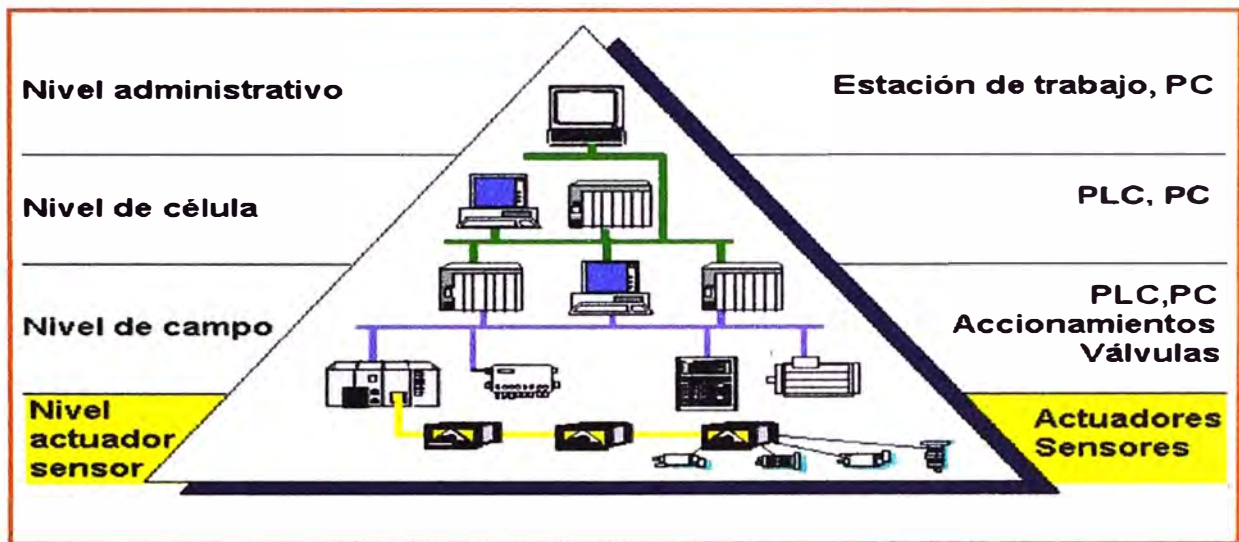 Nivel administrativo
Estación de trabajo, PC
Nivel de célula
PLC, PC
Nivel de campo
PLC,PC
Accionamientos
Válvulas
Nivel
actuador
sensor
Actuadores
Sensores